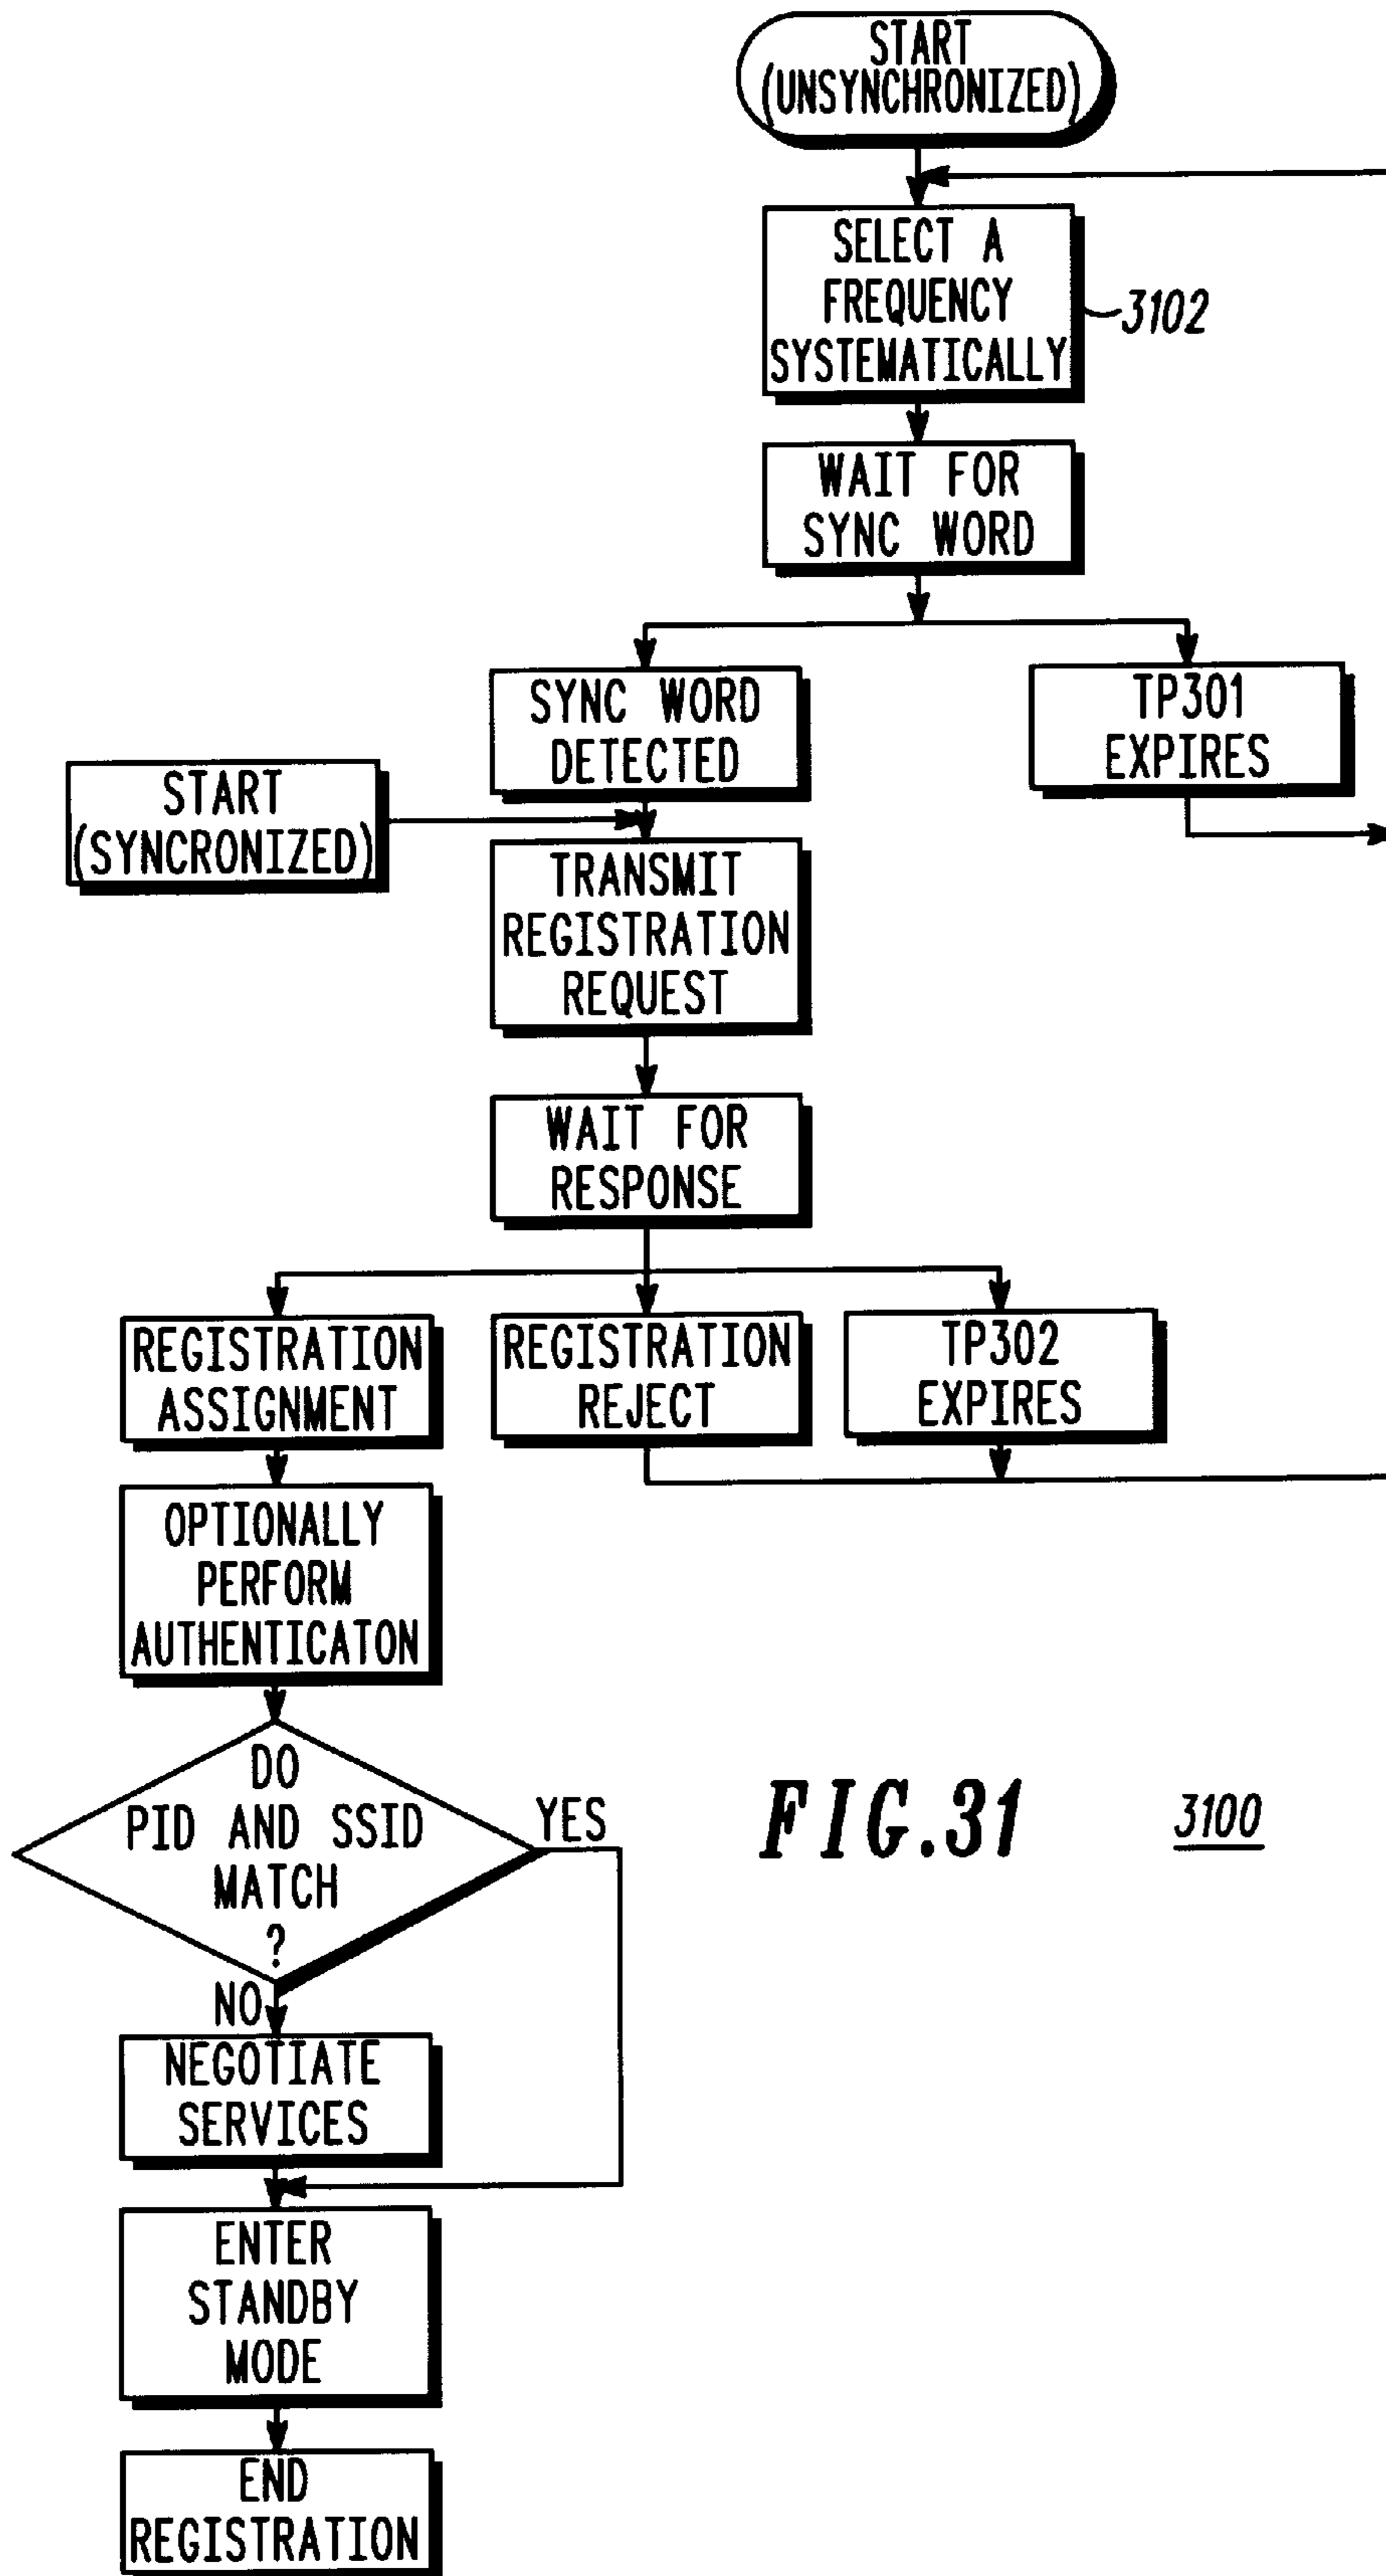 START
(UNSYNCHRONIZED)
SELECT A
FREQUENCY
SYSTEMATICALLY
3102
WAIT FOR
SYNC WORD
SYNC WORD
DETECTED
TP301
EXPIRES
START
(SYNCRONIZED)
TRANSMIT
REGISTRATION
REQUEST
WAIT FOR
RESPONSE
REGISTRATION
ASSIGNMENT
REGISTRATION
REJECT
TP302
EXPIRES
OPTIONALLY
PERFORM
AUTHENTICATON
DO
PID AND SSID
MATCH
?
YES
NO
FIG.31
3100
NEGOTIATE
SERVICES
ENTER
STANDBY
MODE
END
REGISTRATION